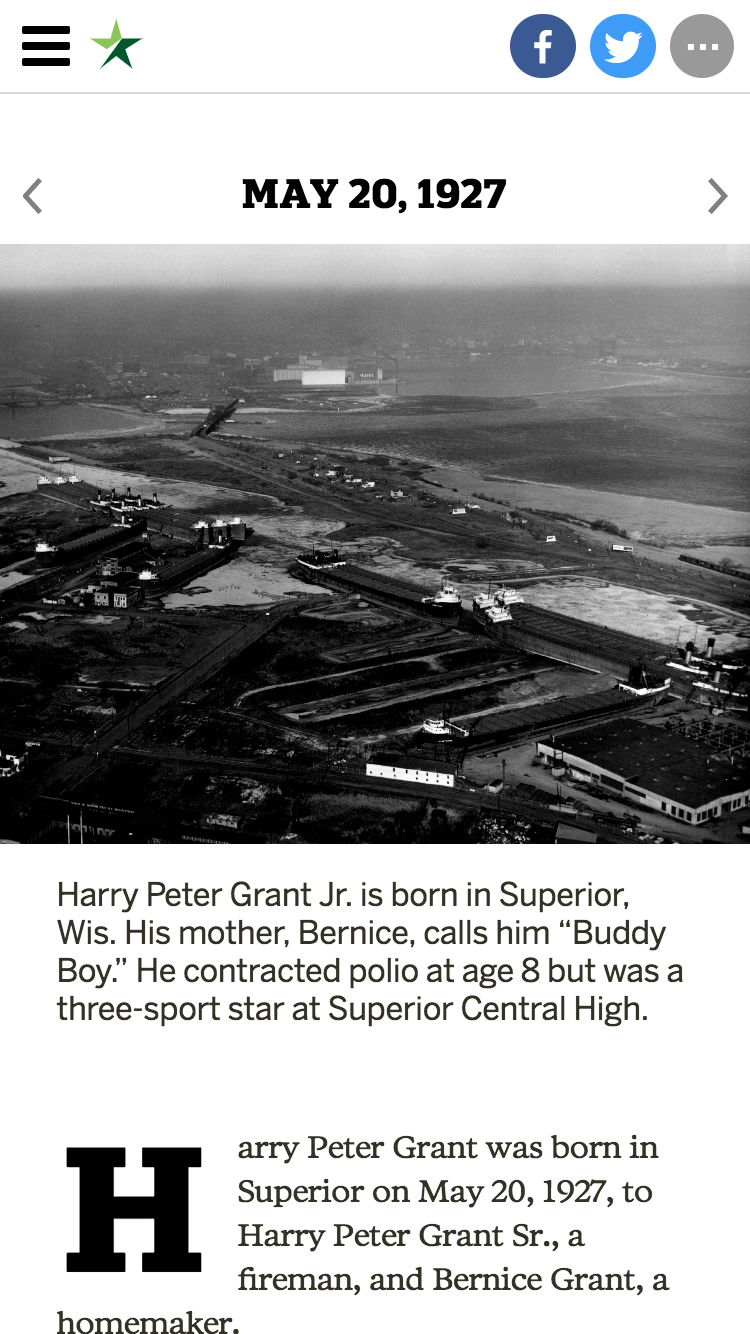 MAY 20, 1927
Harry Peter Grant Jr. is born in Superior,
Wis. His mother, Bernice, calls him “Buddy
Boy.” He contracted polio at age 8 but was a
three-sport star at Superior Central High.
Harry Peter Grant was born in
Superior on May 20, 1927, to
Harry Peter Grant Sr., a
fireman, and Bernice Grant, a
homemaker.